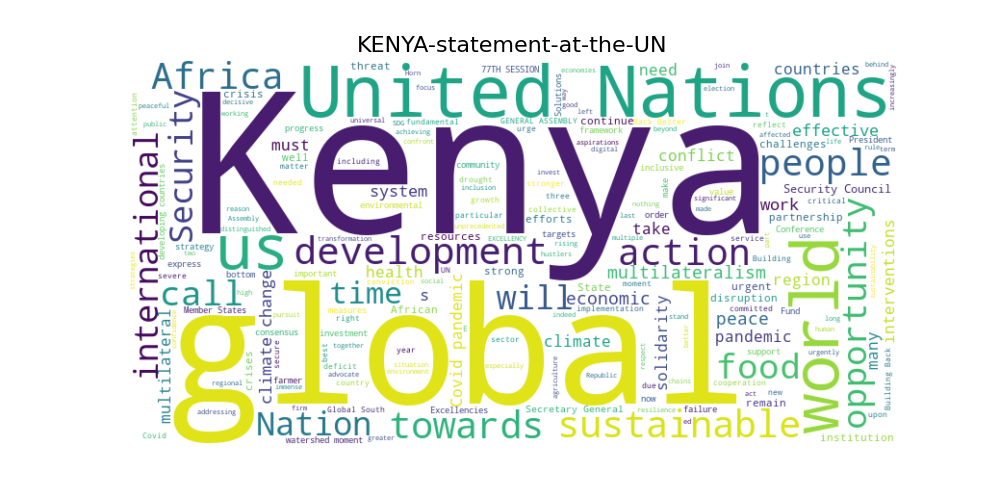 KENYA-statement-at-the-UN
Africa
United Nations
threat
Horn
focus
77TH SESSION
economies
Solutions
way
good
left
need
countries
join
behind
increasingly
election
attention
peaceful
decisive
working
public
crisis
Security
Kenya
progress
must
well
matter
including
universal
SDG
fundamental
achieving
confront
GENERAL ASSEMBLY
urge
framework
continue
Back Better
beyond
aspirations
digital
reflect
affected
life
challenges
President
rule
term
effective
international
developing countries
needed
system
environmental
community
drought
inclusion
growth
invest
stronger
three
collective
unprecedented
nothing
last
conflict
inclusive
make
value
significant
made
people
Security Council
critical
work
partnership
reason
Assembly
distinguished
strategy
two
express
severe
us
transformation
development
resources
particular
efforts
targets
rising
EXCELLENCY
hustlers
order
take
multiple
action
service
part
Conference
use
Building
opportunity
interventions
sustainability
strategies
bottom
important
health
conviction
UN
social
strong
moment
State
multilateralism
urgent
disruption
region
world
call
high
Member States
climate change
pursuit
time
measures
right
African
s
Covid pandemic
will
economic
implementation
indeed
solidarity
stand
committed
Fund
peace
long
human
many
multilateral
confidence
crises
secure
consensus
investment
together
best
deficit
year
situation
environment
sector
E
especially
climate
agriculture
Republic
respect
chains
better
pandemic
support
cooperation
urgently
food
global
farmer
immense
advocate
country
due
now
act
new
remain
Building Back
upon
regional
addressing
firm
Global South
Excellencies
Secretary General
resilience
failure
ed
Covid
Nation
watershed moment
greater
towards
sustainable
institution